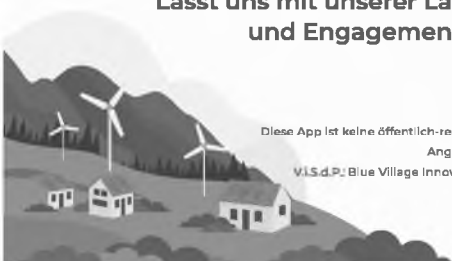 Lasst uns mit unserer La
und Engagemen
Diese App ist keine öffentlich-re
Ang
V.i.S.d.P.: Blue Village Innov